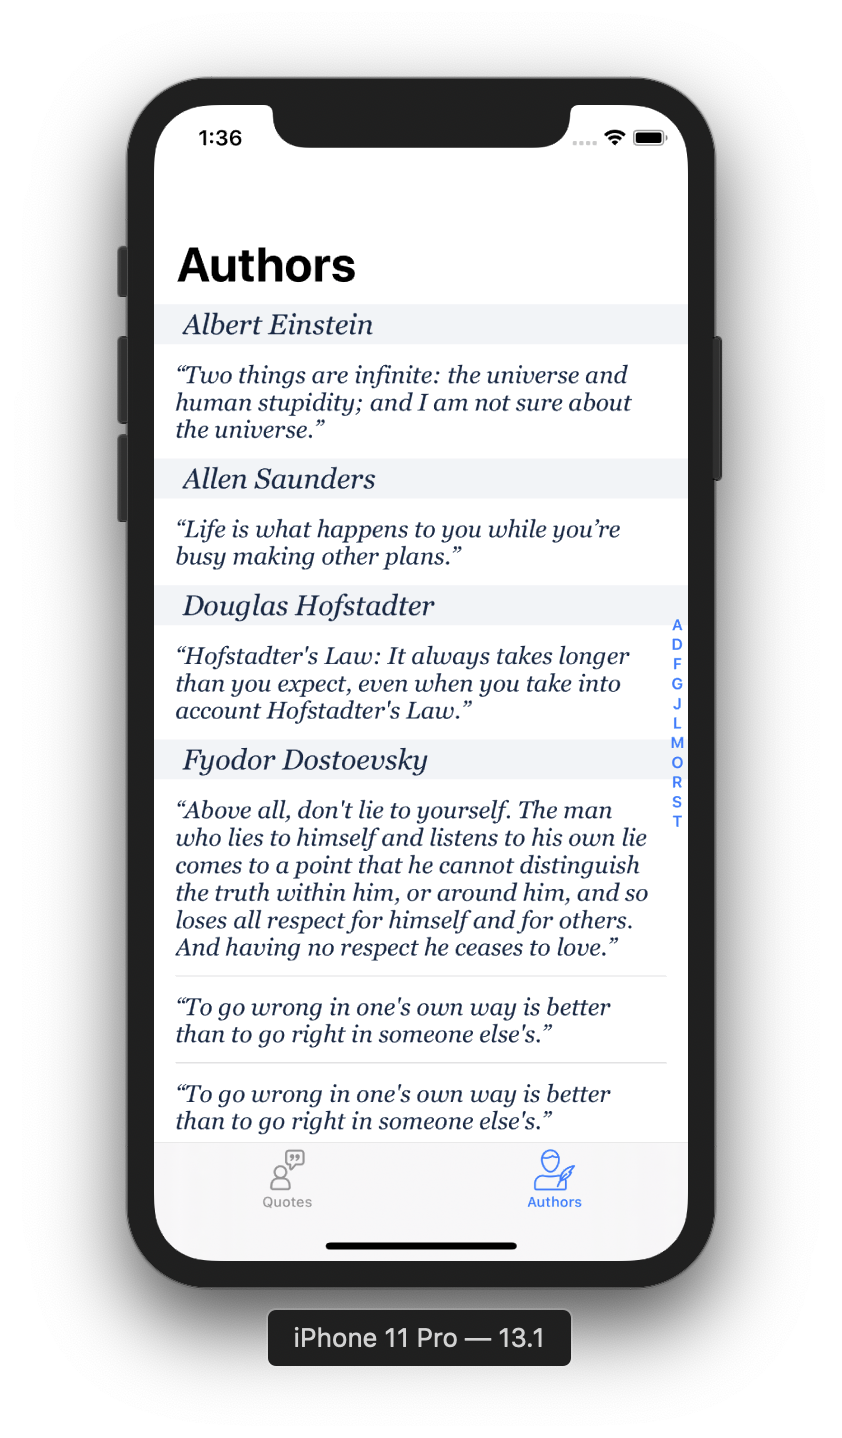 1:36
Authors
Albert Einstein
“Two things are infinite: the universe and
human stupidity; and I am not sure about
the universe.”
Allen Saunders
“Life is what happens to you while you’re
busy making other plans.”
Douglas Hofstadter
“Hofstadter's Law: It always takes longer
than you expect, even when you take into
account Hofstadter's Law.”
Fyodor Dostoevsky
“Above all, don't lie to yourself. The man
who lies to himself and listens to his own lie
comes to a point that he cannot distinguish
the truth within him, or around him, and so
loses all respect for himself and for others.
And having no respect he ceases to love.”
“To go wrong in one's own way is better
than to go right in someone else's.”
“To go wrong in one's own way is better
than to go right in someone else's.”
A
D
F
G
J
L
M
O
R
S
T
Quotes
Authors
iPhone 11 Pro — 13.1